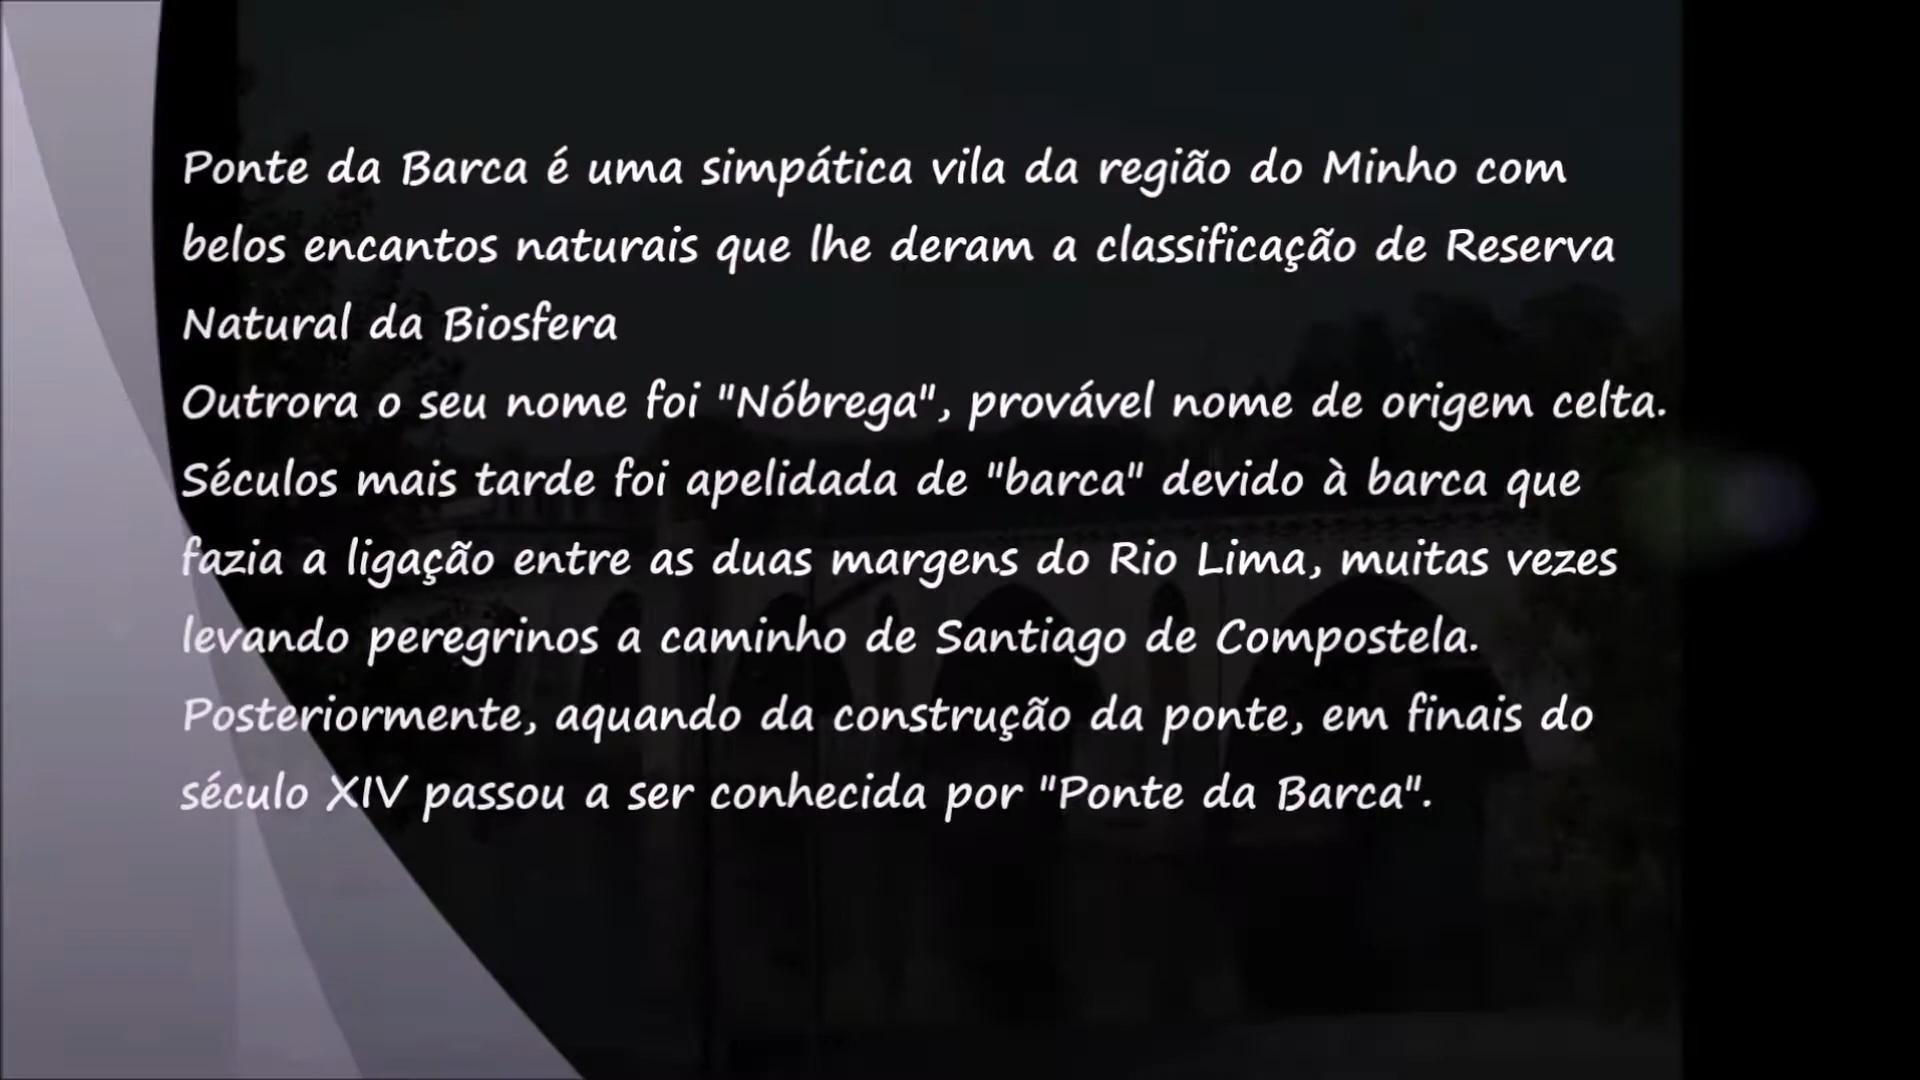 Ponte da Barca é uma simpática vila da região do Minho com
belos encantos naturais que lhe deram a classificação de Reserva
Natural da Biosfera
Outrora o seu nome foi "Nóbrega", provável nome de origem celta.
Séculos mais tarde foi apelidada de "barca" devido à barca que
fazia a ligação entre as duas margens do Rio Lima, muitas vezes
levando peregrinos a caminho de Santiago de Compostela.
Posteriormente, aquando da construção da ponte, em finais do
século XIV passou a ser conhecida por "Ponte da Barca".